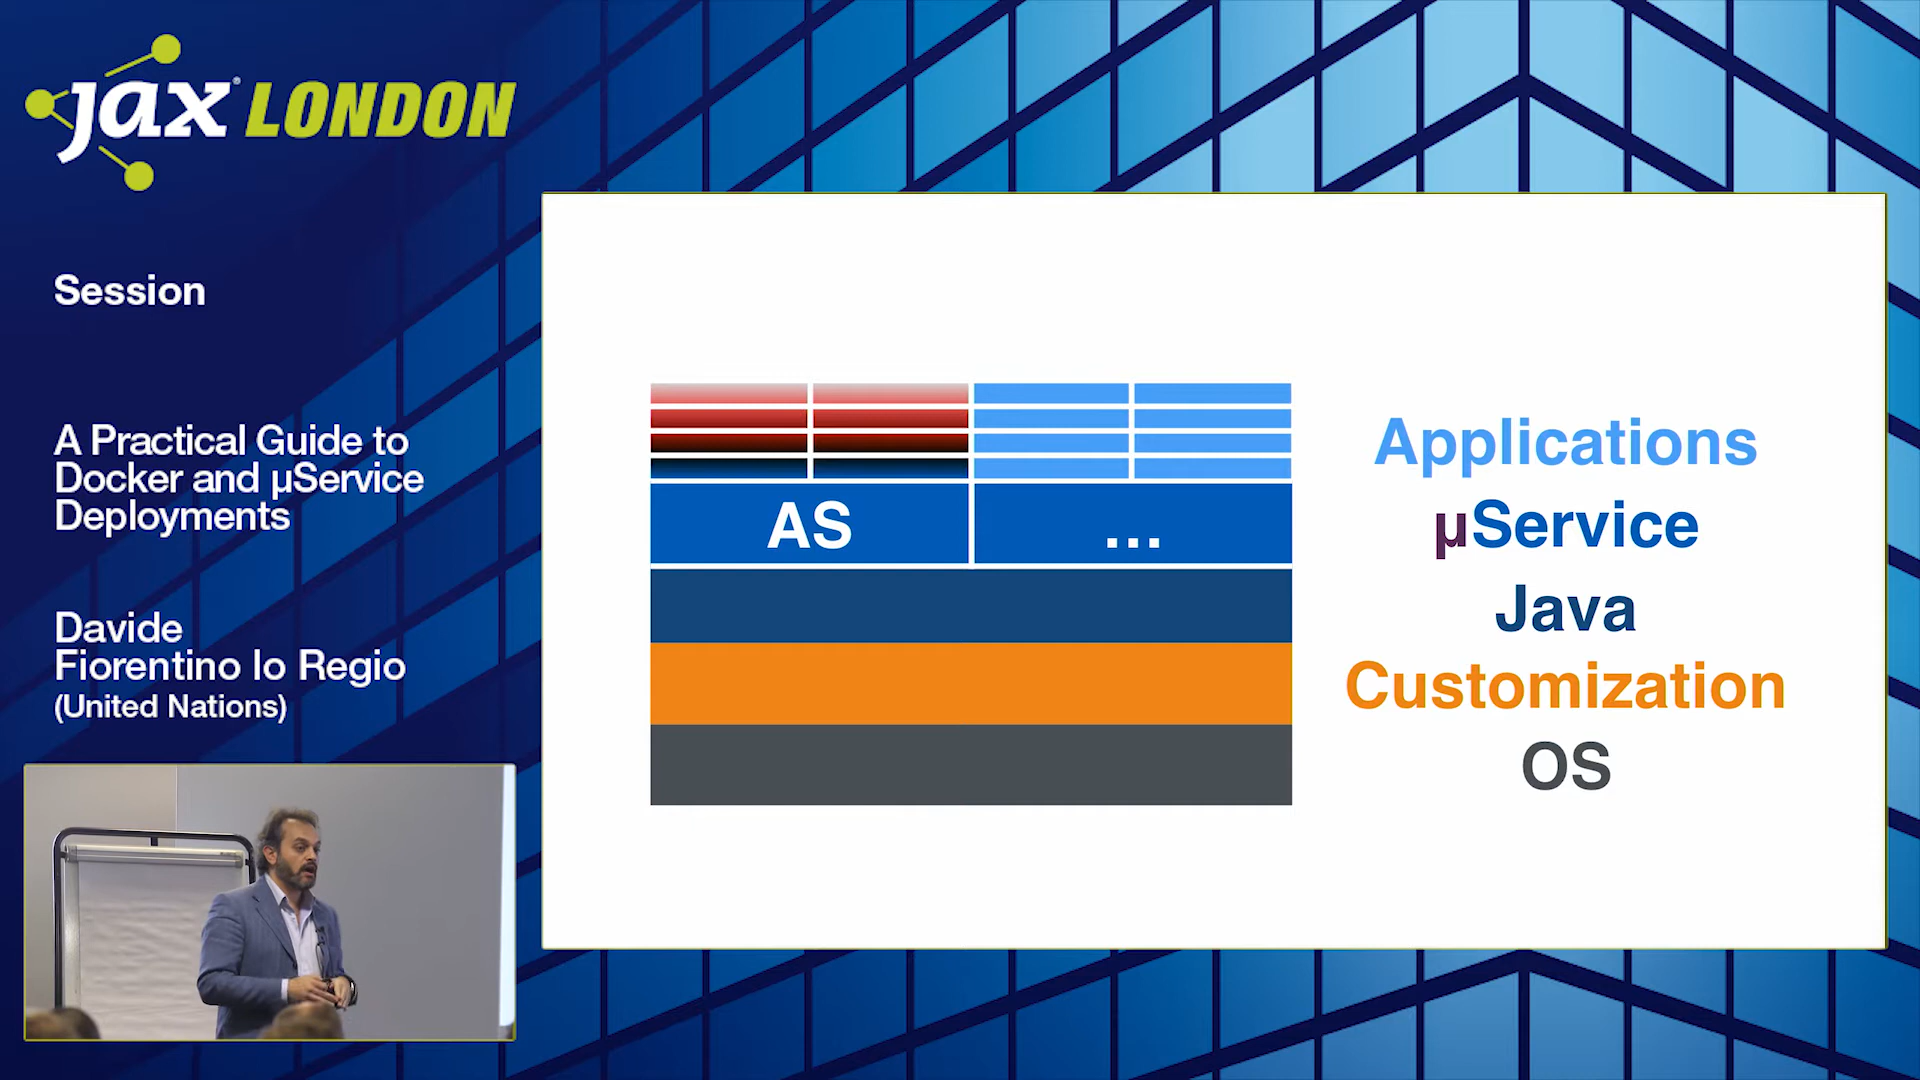 jax LONDON
Session
A Practical Guide to
Docker and µService
Deployments
Davide
Fiorentino lo Regio
(United Nations)
AS
...
Applications
µService
Java
Customization
OS